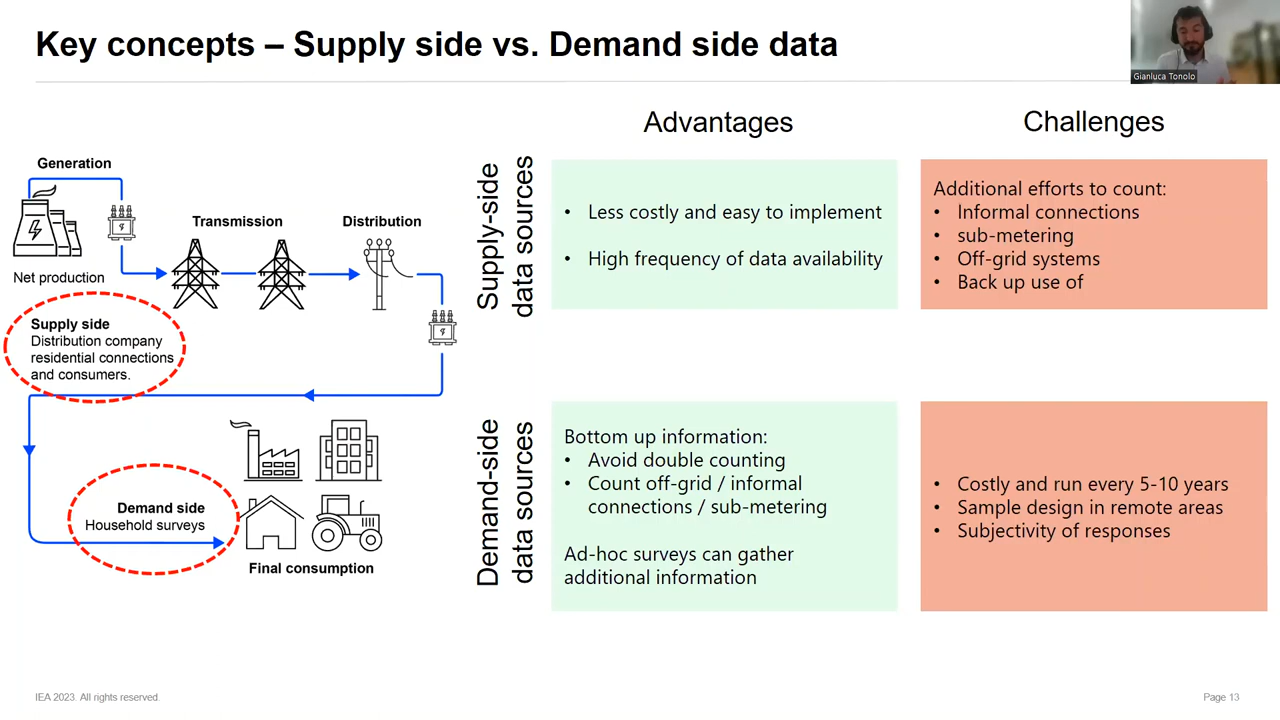 Key concepts – Supply side vs. Demand side data
Gianluca Tonolo
Generation
Net production
Transmission
Distribution
Supply side
Distribution company
residential connections
and consumers.
Demand side
Household surveys
Final consumption
Advantages
Challenges
Supply-side
data sources
• Less costly and easy to implement
• High frequency of data availability
Additional efforts to count:
• Informal connections
• sub-metering
• Off-grid systems
• Back up use of
Demand-side
data sources
Bottom up information:
• Avoid double counting
• Count off-grid / informal
connections / sub-metering
Ad-hoc surveys can gather
additional information
• Costly and run every 5-10 years
• Sample design in remote areas
• Subjectivity of responses
IEA 2023. All rights reserved.
Page 13